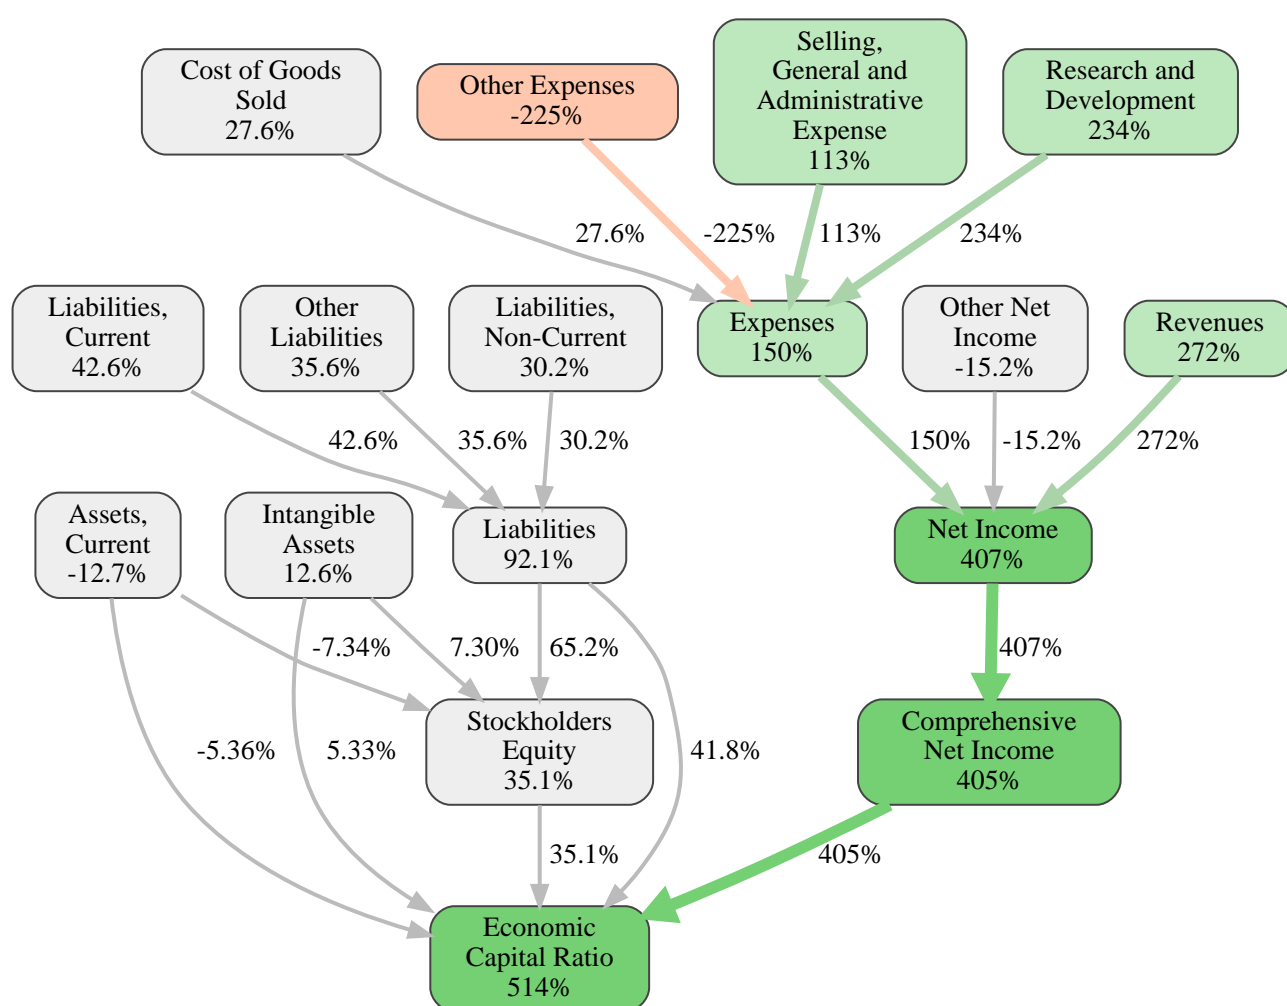 Cost of Goods
Sold
27.6%
Other Expenses
-225%
Selling,
General and
Administrative
Expense
113%
Research and
Development
234%
27.6%
-225%
113%
234%
Liabilities,
Current
42.6%
Other
Liabilities
35.6%
Liabilities,
Non-Current
30.2%
Expenses
150%
Other Net
Income
-15.2%
Revenues
272%
42.6%
35.6%
30.2%
150%
-15.2%
272%
Assets,
Current
-12.7%
Intangible
Assets
12.6%
Liabilities
92.1%
Net Income
407%
-7.34%
7.30%
65.2%
407%
Stockholders
Equity
35.1%
Comprehensive
Net Income
405%
-5.36%
5.33%
41.8%
35.1%
405%
Economic
Capital Ratio
514%